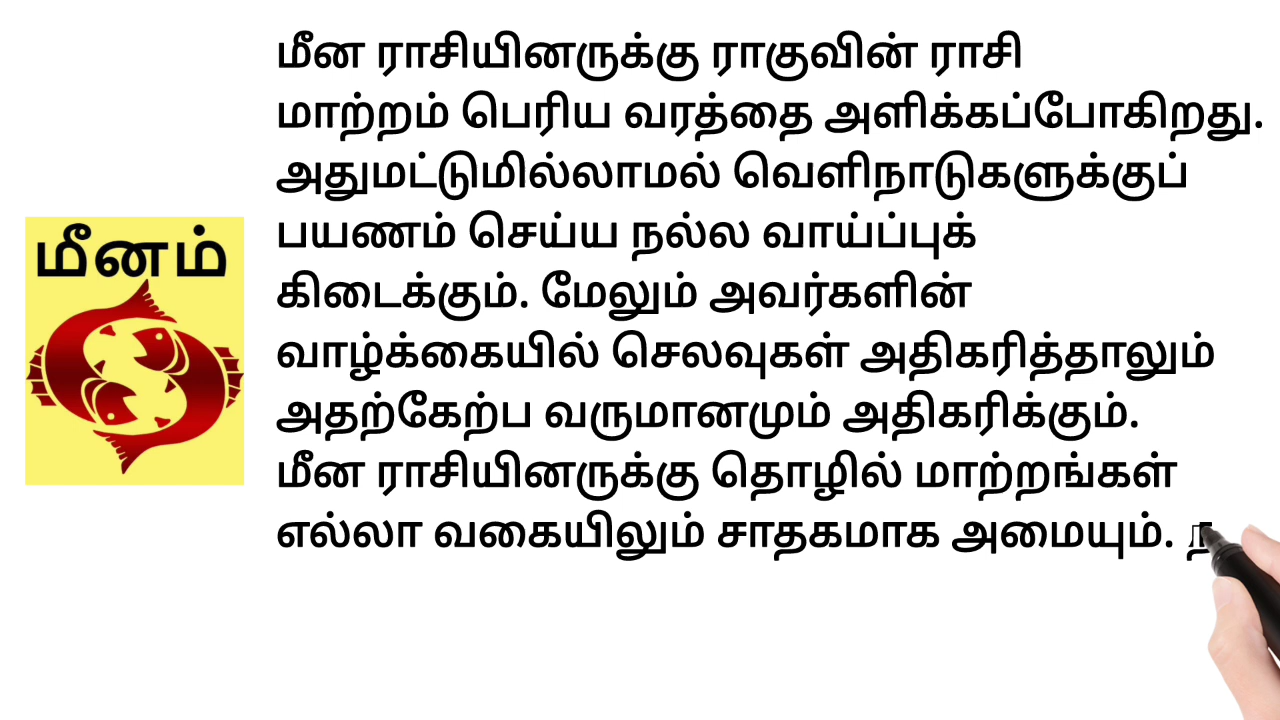 மீன ராசியினருக்கு ராகுவின் ராசி
மாற்றம் பெரிய வரத்தை அளிக்கப்போகிறது.
அதுமட்டுமில்லாமல் வெளிநாடுகளுக்குப்
பயணம் செய்ய நல்ல வாய்ப்புக்
கிடைக்கும். மேலும் அவர்களின்
வாழ்க்கையில் செலவுகள் அதிகரித்தாலும்
அதற்கேற்ப வருமானமும் அதிகரிக்கும்.
மீன ராசியினருக்கு தொழில் மாற்றங்கள்
எல்லா வகையிலும் சாதகமாக அமையும்.
மீனம்